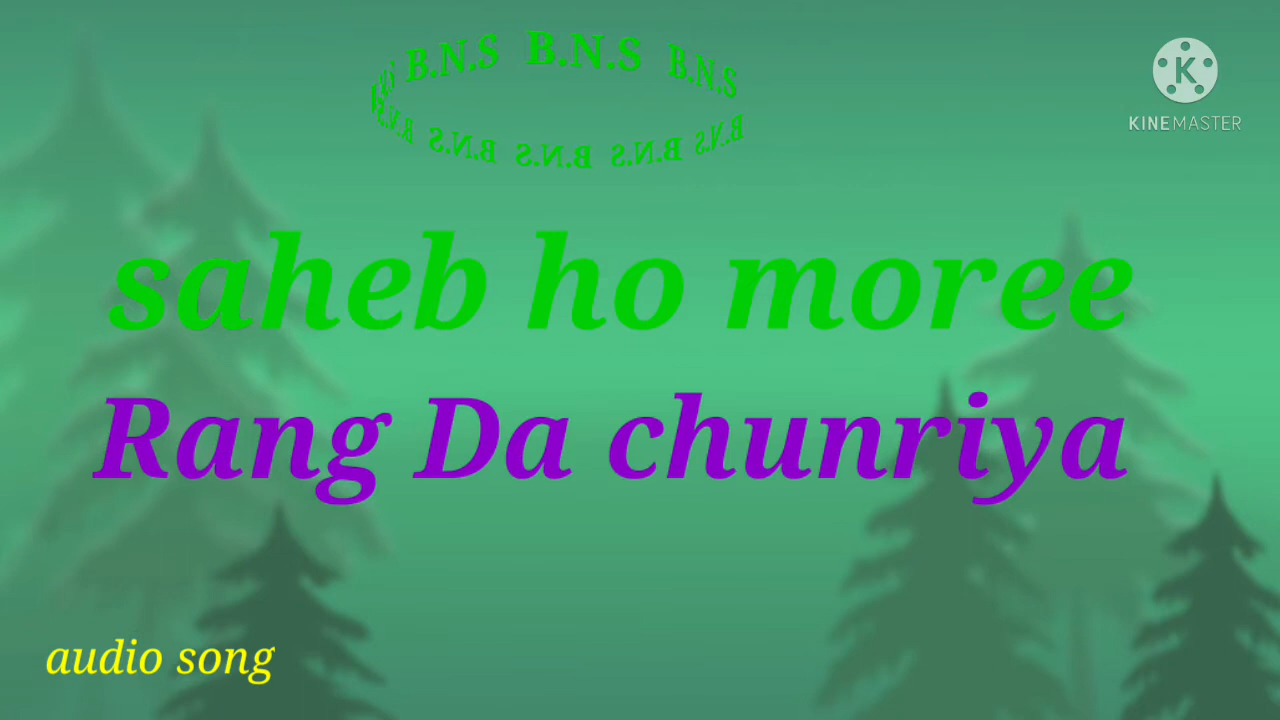 B.N.S B.N.S B.N.S
B.N.S B.N.S B.N.S B.N.S B.N.S
K
KINEMASTER
saheb ho moree
Rang Da chunriya
audio song